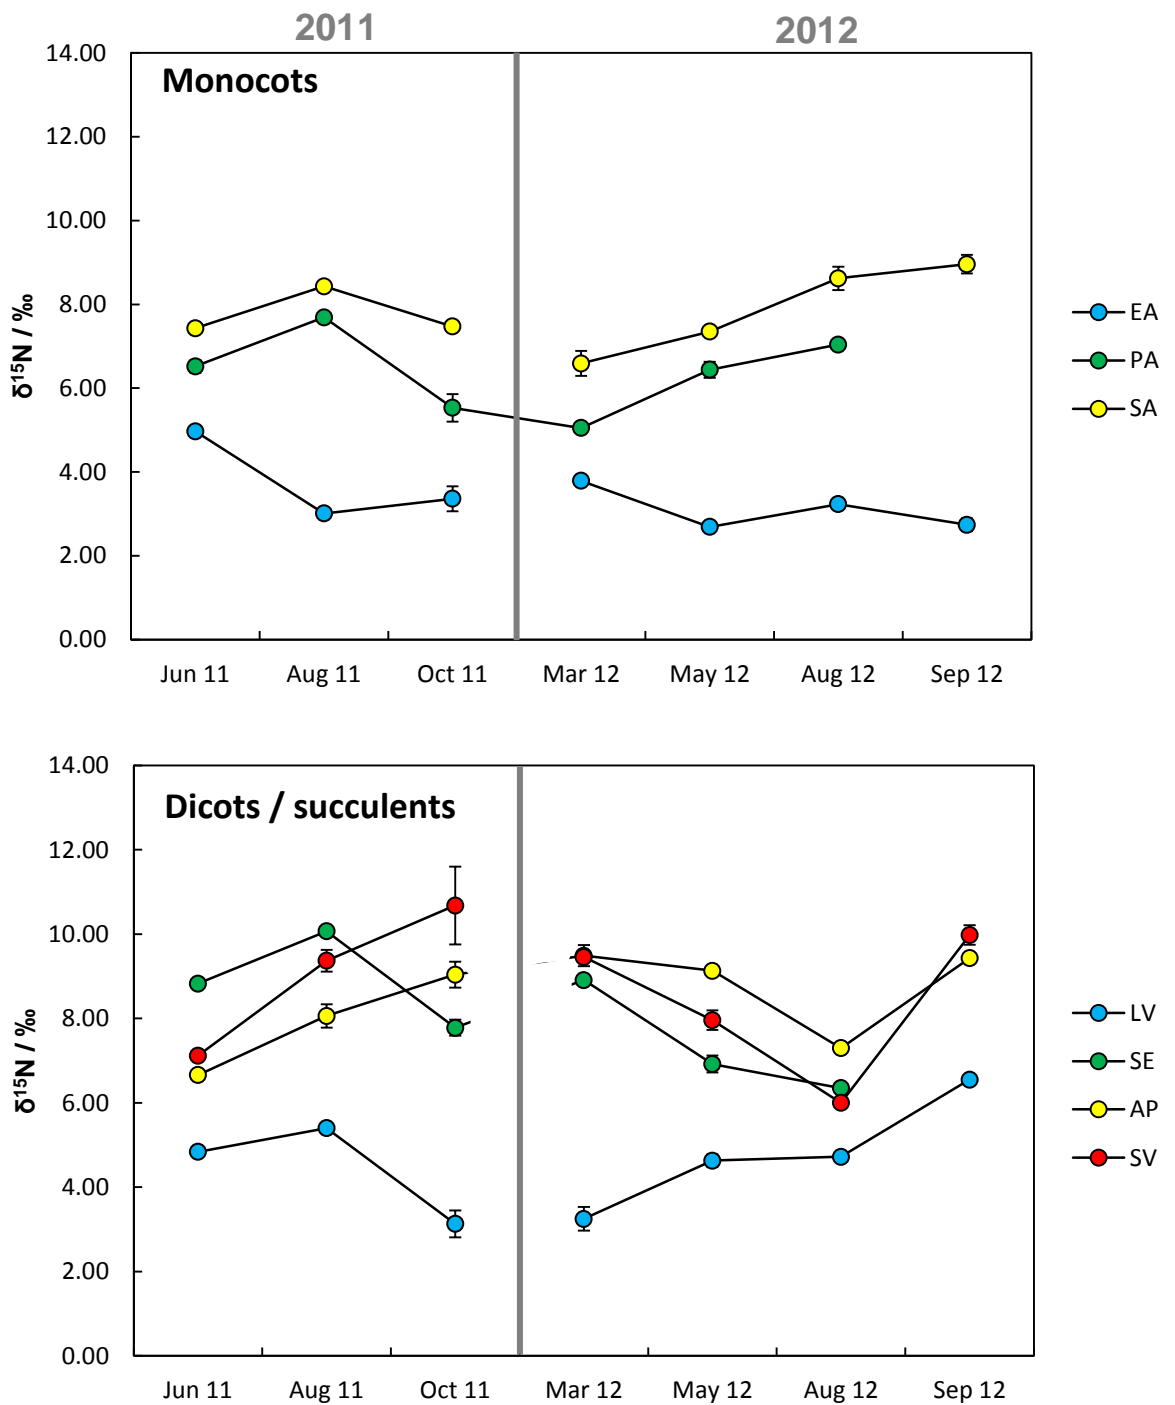 2011 2012
14.00
Monocots
12.00
10.00
8.00
6.00
4.00
2.00
0.00
δ¹⁵N / ‰
Jun 11 Aug 11 Oct 11 Mar 12 May 12 Aug 12 Sep 12
EA
PA
SA
14.00
Dicots / succulents
12.00
10.00
8.00
6.00
4.00
2.00
0.00
δ¹⁵N / ‰
Jun 11 Aug 11 Oct 11 Mar 12 May 12 Aug 12 Sep 12
LV
SE
AP
SV